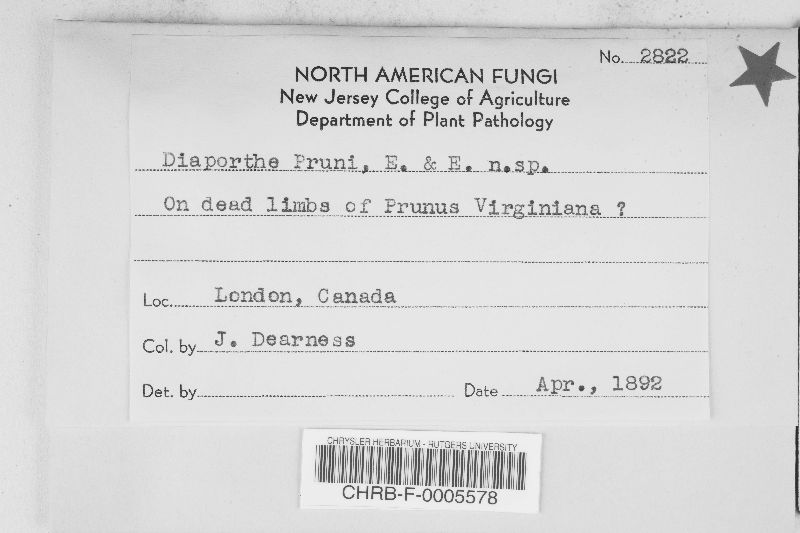 No. 2822
NORTH AMERICAN FUNGI
New Jersey College of Agriculture
Department of Plant Pathology
Diaporthe Pruni, E. & E. n.sp.
On dead limbs of Prunus Virginiana ?
Loc. London, Canada
Col. by J. Dearness
Det. by
Date Apr., 1892
CHRYSLER HERBARIUM - RUTGERS UNIVERSITY
CHRB-F-0005578